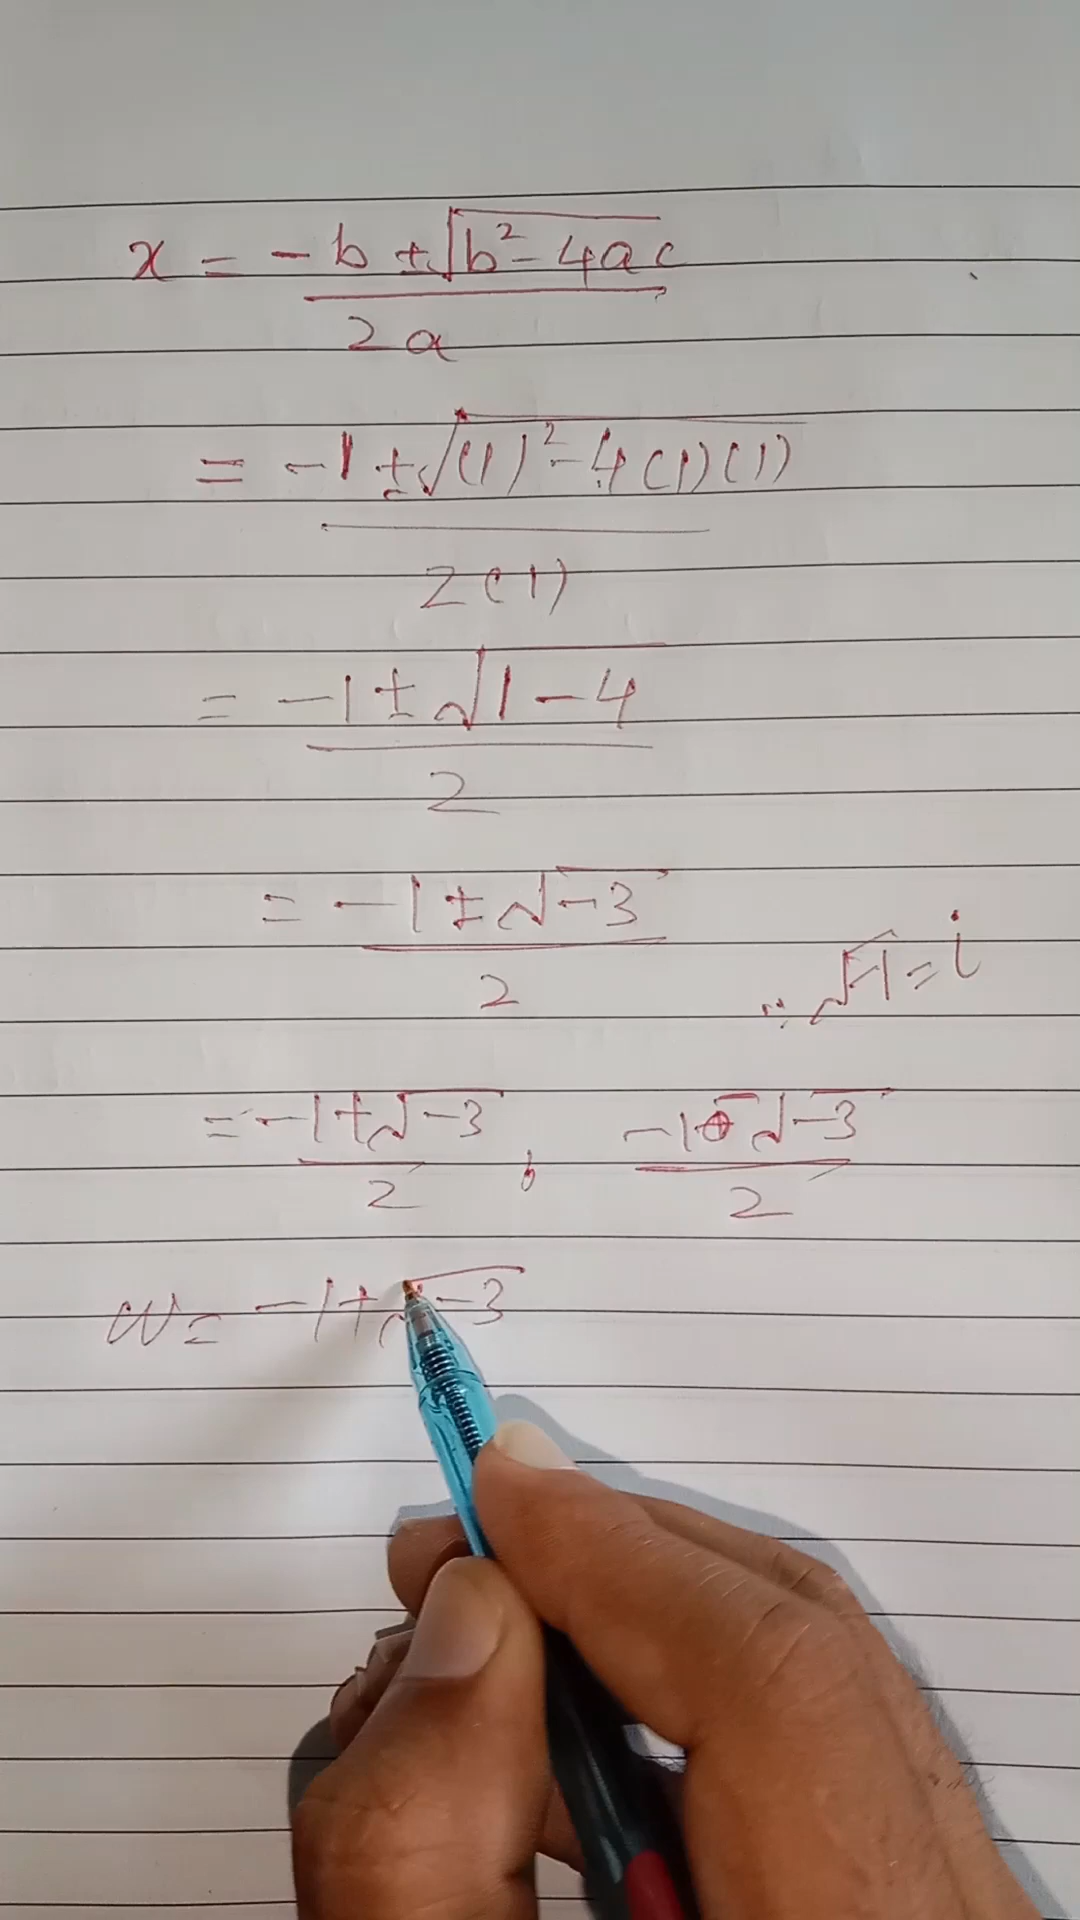 x = -b ±√b² - 4ac
2a
= -1 ±√(1)² - 4(1)(1)
2(1)
= -1 ± √1 - 4
2
= -1 ± √-3
2
∵ √-1 = i
= -1+√-3 , -1-√-3
2 2
w = -1+√-3